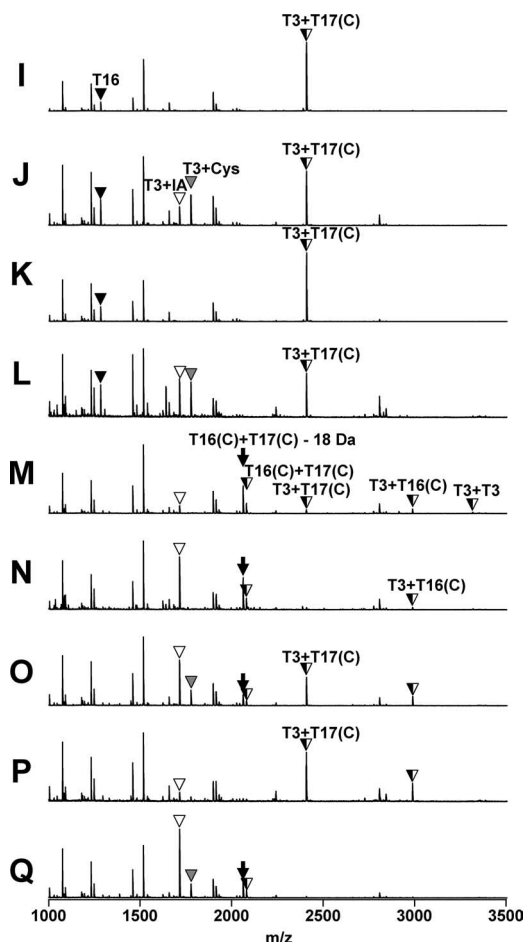 T3+T17(C)
I
T16
T3+T17(C)
J
T3+Cys
T3+IA
T3+T17(C)
K
T3+T17(C)
L
T16(C)+T17(C) - 18 Da
M
T16(C)+T17(C)
T3+T17(C)
T3+T16(C)
T3+T3
N
T3+T16(C)
O
T3+T17(C)
P
T3+T17(C)
Q
1000 1500 2000 2500 3000 3500
m/z